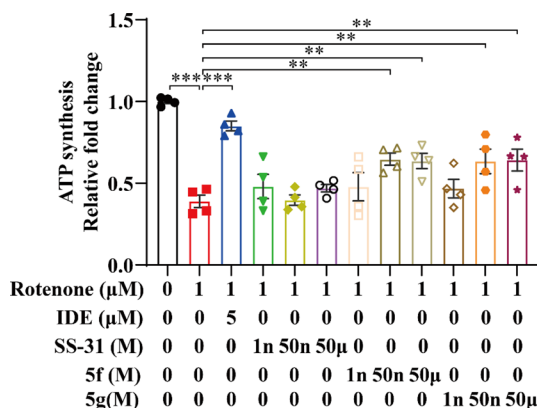 **
**
**
**
******
1.5
1.0
0.5
0.0
ATP synthesis
Relative fold change
Rotenone (μM) 0 1 1 1 1 1 1 1 1 1 1 1
IDE (μM) 0 0 5 0 0 0 0 0 0 0 0 0
SS-31 (M) 0 0 0 1n 50n 50μ 0 0 0 0 0 0
5f (M) 0 0 0 0 0 0 1n 50n 50μ 0 0 0
5g(M) 0 0 0 0 0 0 0 0 0 1n 50n 50μ